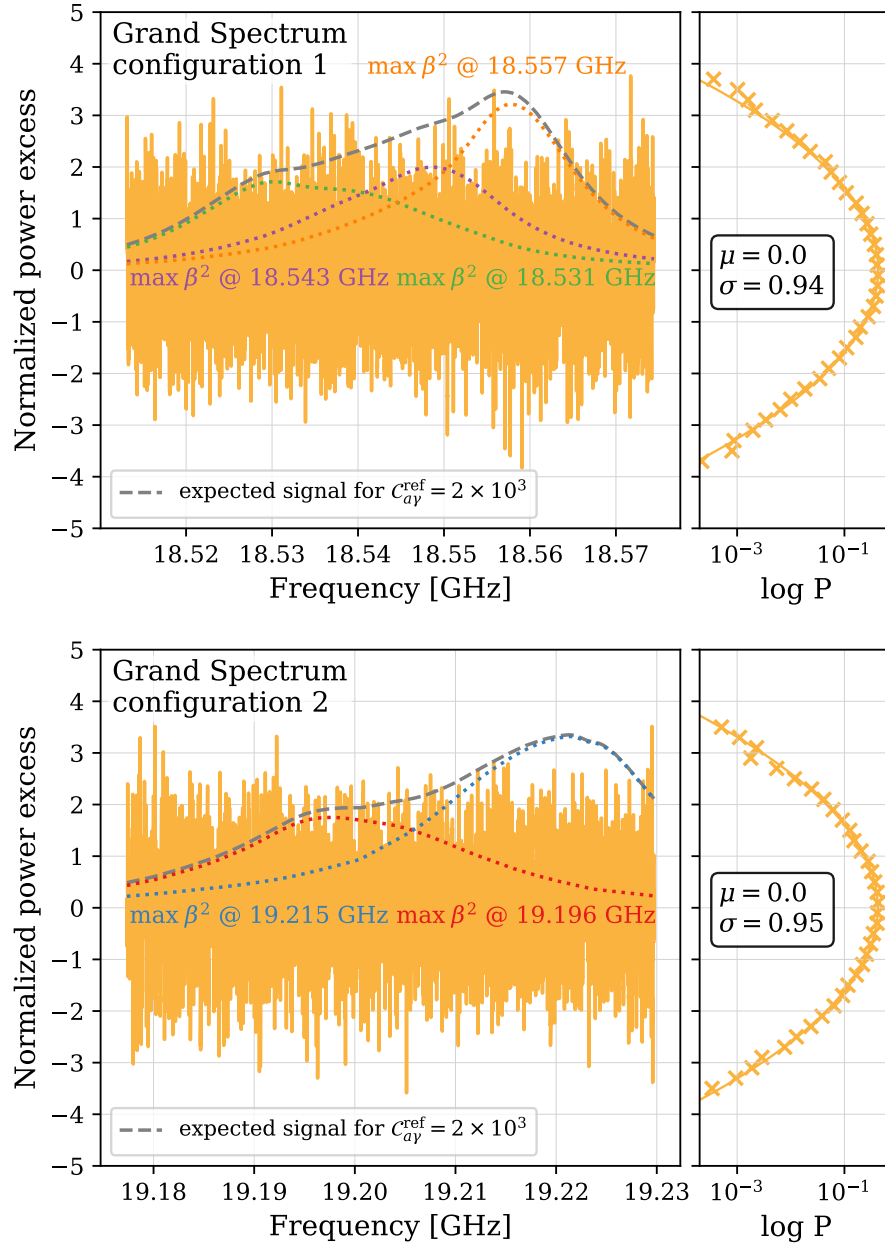 Grand Spectrum
configuration 1
max β² @ 18.557 GHz
max β² @ 18.543 GHz
max β² @ 18.531 GHz
expected signal for 𝒞ₐᵧʳᵉᶠ = 2 × 10³
Normalized power excess
5
4
3
2
1
0
−1
−2
−3
−4
−5
18.52
18.53
18.54
18.55
18.56
18.57
Frequency [GHz]
μ = 0.0
σ = 0.94
10⁻³
10⁻¹
log P
Grand Spectrum
configuration 2
max β² @ 19.215 GHz
max β² @ 19.196 GHz
expected signal for 𝒞ₐᵧʳᵉᶠ = 2 × 10³
Normalized power excess
5
4
3
2
1
0
−1
−2
−3
−4
−5
19.18
19.19
19.20
19.21
19.22
19.23
Frequency [GHz]
μ = 0.0
σ = 0.95
10⁻³
10⁻¹
log P